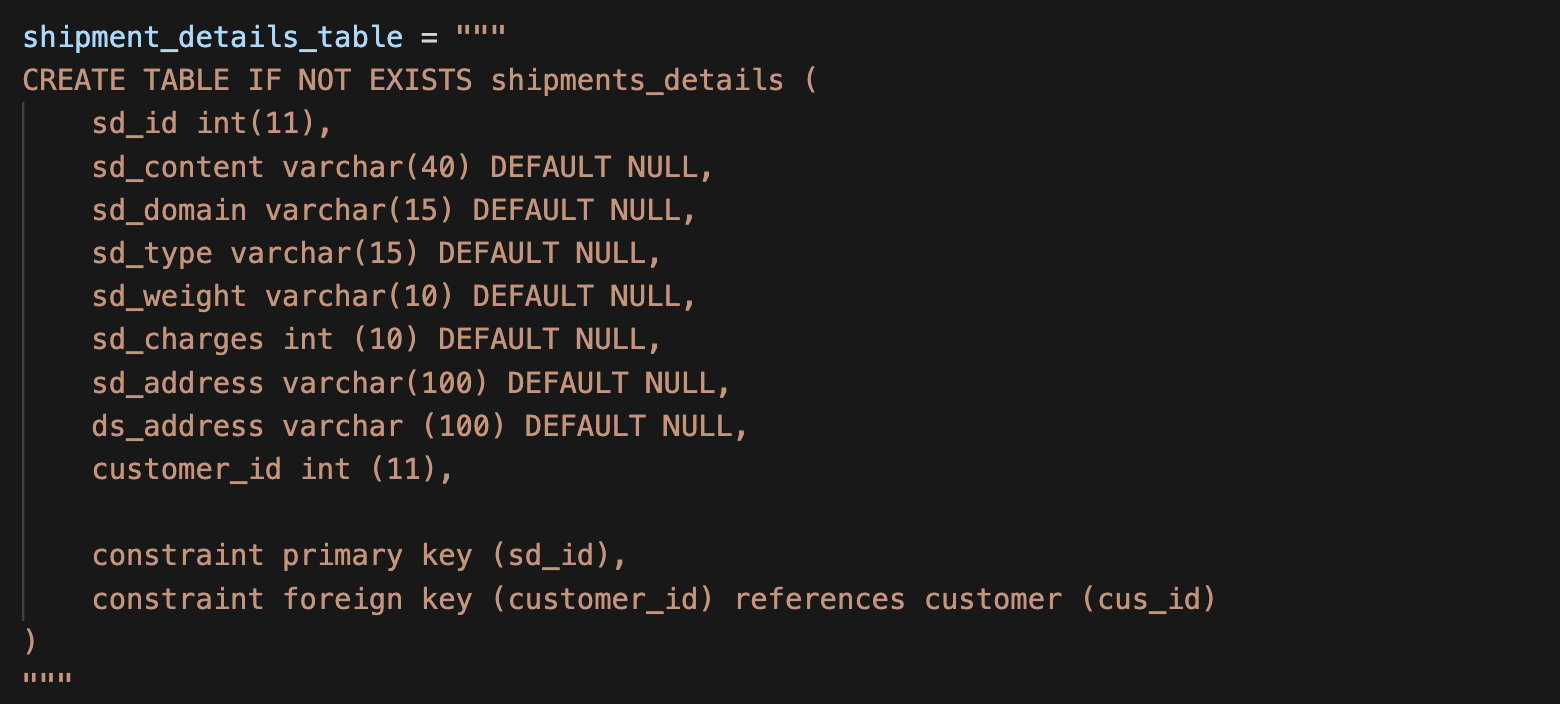 shipment_details_table = """
CREATE TABLE IF NOT EXISTS shipments_details (
    sd_id int(11),
    sd_content varchar(40) DEFAULT NULL,
    sd_domain varchar(15) DEFAULT NULL,
    sd_type varchar(15) DEFAULT NULL,
    sd_weight varchar(10) DEFAULT NULL,
    sd_charges int (10) DEFAULT NULL,
    sd_address varchar(100) DEFAULT NULL,
    ds_address varchar (100) DEFAULT NULL,
    customer_id int (11),

    constraint primary key (sd_id),
    constraint foreign key (customer_id) references customer (cus_id)
)
"""